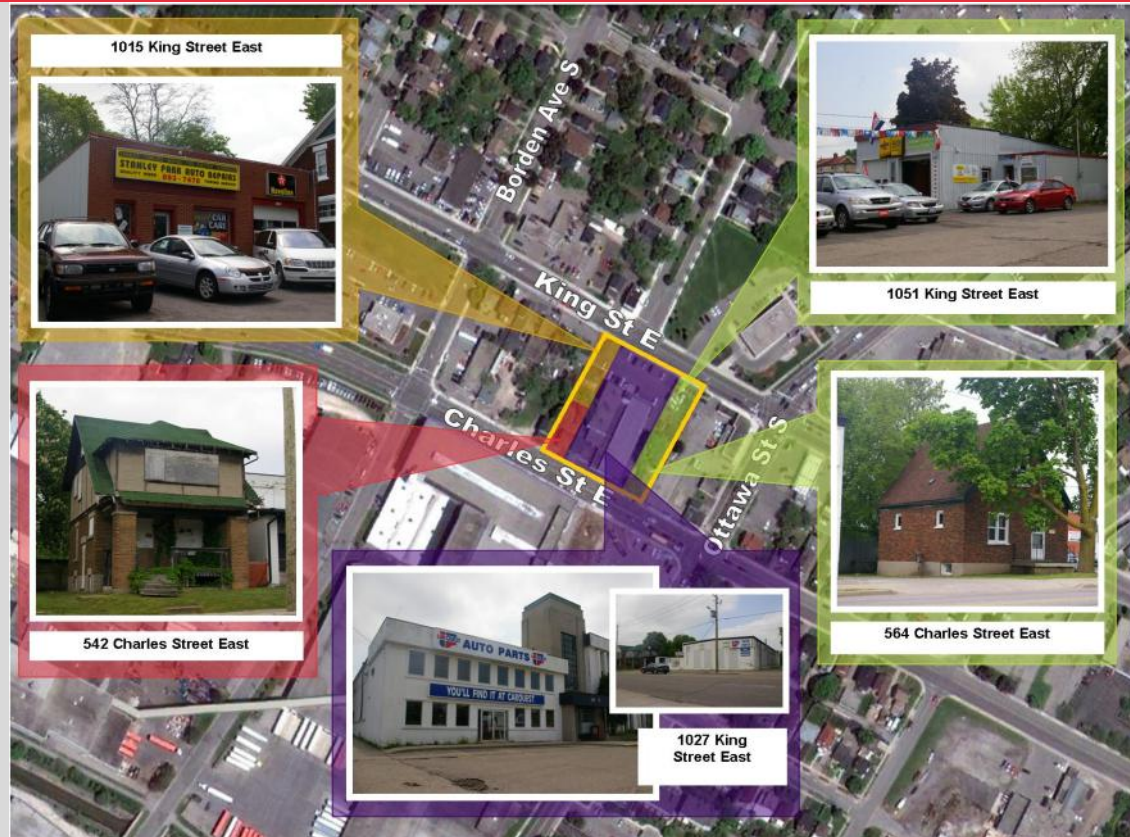 1015 King Street East
STANLEY PARK AUTO REPAIRS
893-7470
CAR
CARE
Borden Ave S
King St E
Charles St E
Ottawa St S
1051 King Street East
542 Charles Street East
564 Charles Street East
AUTO PARTS
YOU'LL FIND IT AT CARQUEST
1027 King
Street East